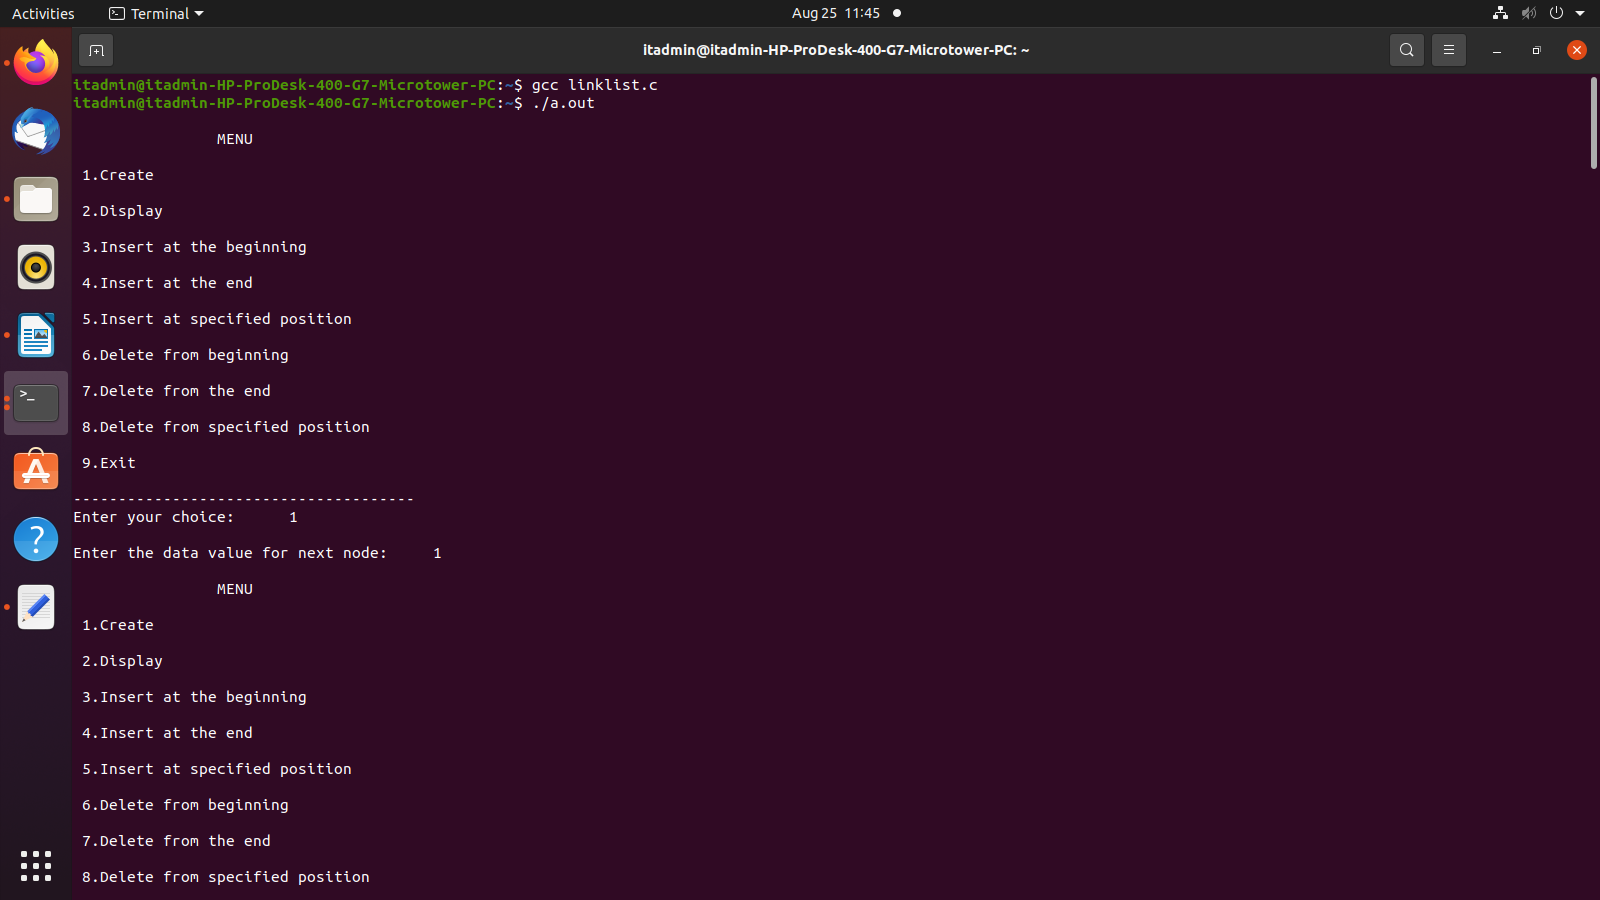 Activities
Terminal
Aug 25 11:45
itadmin@itadmin-HP-ProDesk-400-G7-Microtower-PC: ~
itadmin@itadmin-HP-ProDesk-400-G7-Microtower-PC:~$ gcc linklist.c
itadmin@itadmin-HP-ProDesk-400-G7-Microtower-PC:~$ ./a.out
MENU
1.Create
2.Display
3.Insert at the beginning
4.Insert at the end
5.Insert at specified position
6.Delete from beginning
7.Delete from the end
8.Delete from specified position
9.Exit
--------------------------------------
Enter your choice: 1
Enter the data value for next node: 1
MENU
1.Create
2.Display
3.Insert at the beginning
4.Insert at the end
5.Insert at specified position
6.Delete from beginning
7.Delete from the end
8.Delete from specified position